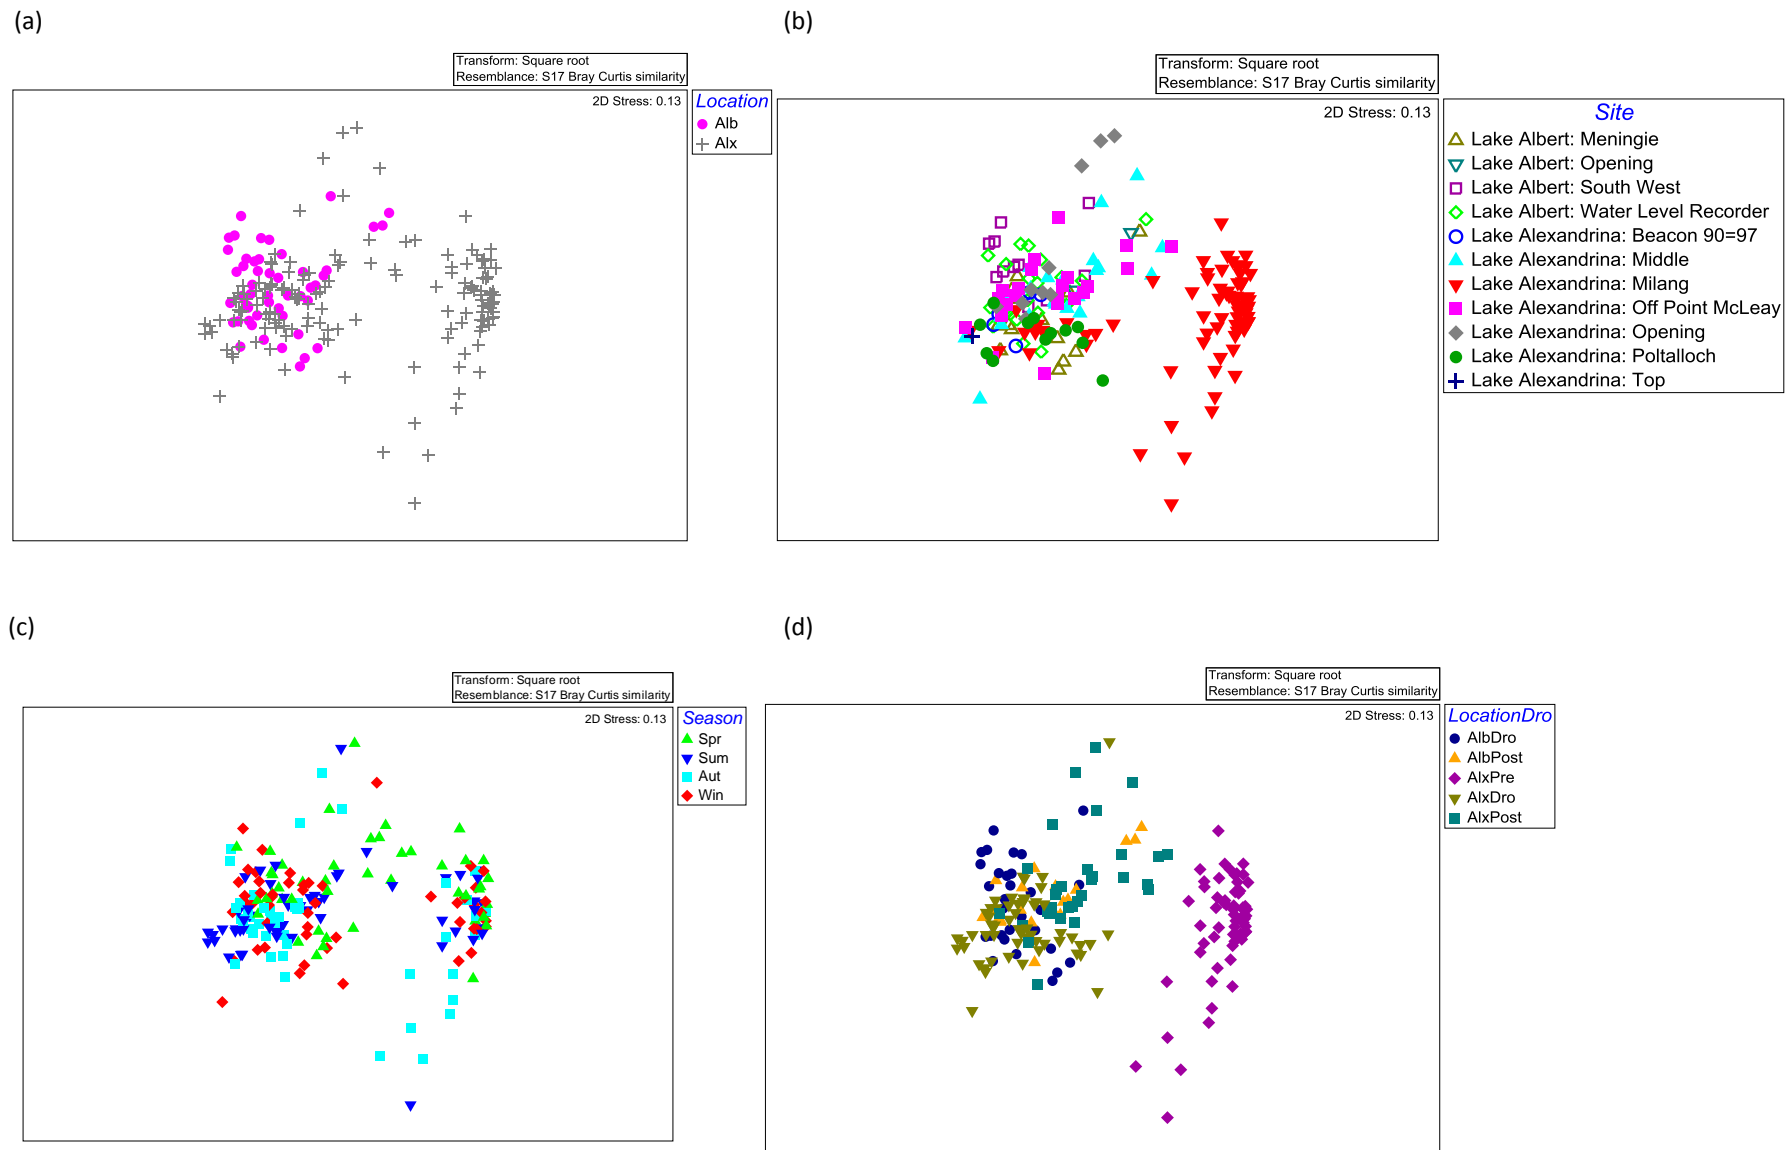 (a)
Transform: Square root
Resemblance: S17 Bray Curtis similarity
2D Stress: 0.13
Location
Alb
Alx
(b)
Transform: Square root
Resemblance: S17 Bray Curtis similarity
2D Stress: 0.13
Site
Lake Albert: Meningie
Lake Albert: Opening
Lake Albert: South West
Lake Albert: Water Level Recorder
Lake Alexandrina: Beacon 90=97
Lake Alexandrina: Middle
Lake Alexandrina: Milang
Lake Alexandrina: Off Point McLeay
Lake Alexandrina: Opening
Lake Alexandrina: Poltalloch
Lake Alexandrina: Top
(c)
Transform: Square root
Resemblance: S17 Bray Curtis similarity
2D Stress: 0.13
Season
Spr
Sum
Aut
Win
(d)
Transform: Square root
Resemblance: S17 Bray Curtis similarity
2D Stress: 0.13
LocationDro
AlbDro
AlbPost
AlxPre
AlxDro
AlxPost